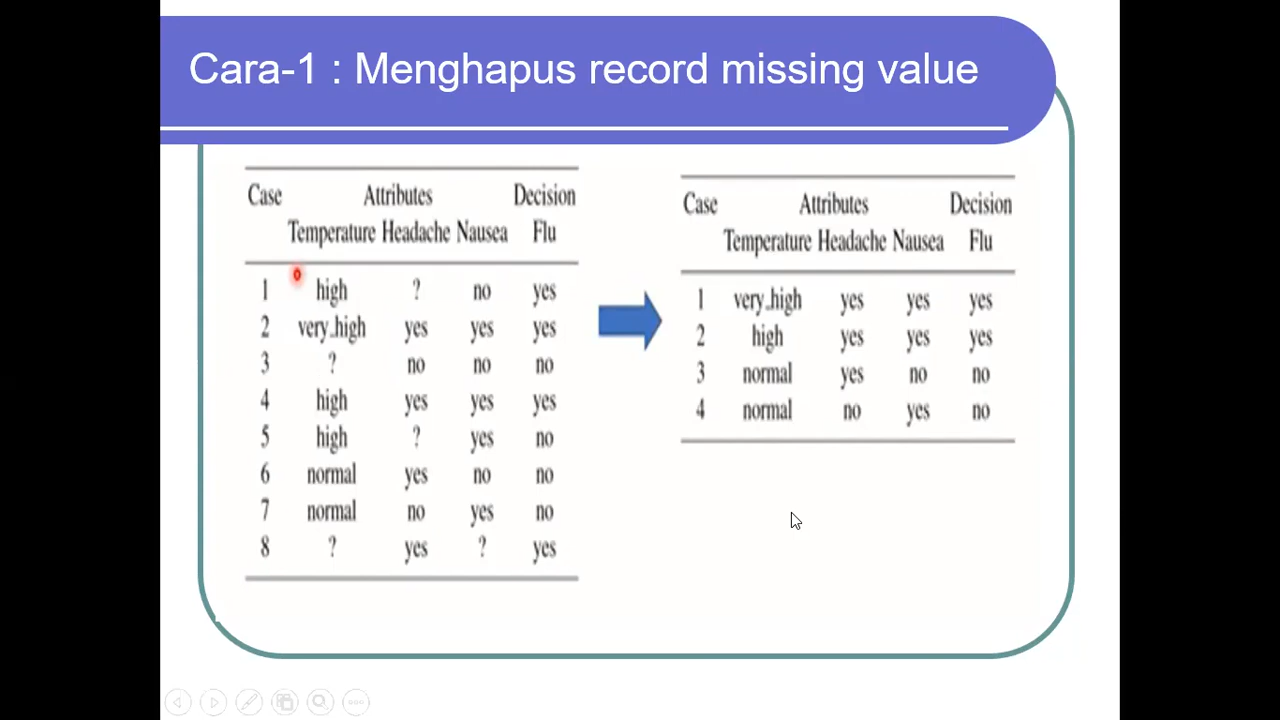 Cara-1 : Menghapus record missing value
Case Attributes Decision
Temperature Headache Nausea Flu
1 high ? no yes
2 very_high yes yes yes
3 ? no no no
4 high yes yes yes
5 high ? yes no
6 normal yes no no
7 normal no yes no
8 ? yes ? yes
Case Attributes Decision
Temperature Headache Nausea Flu
1 very_high yes yes yes
2 high yes yes yes
3 normal yes no no
4 normal no yes no